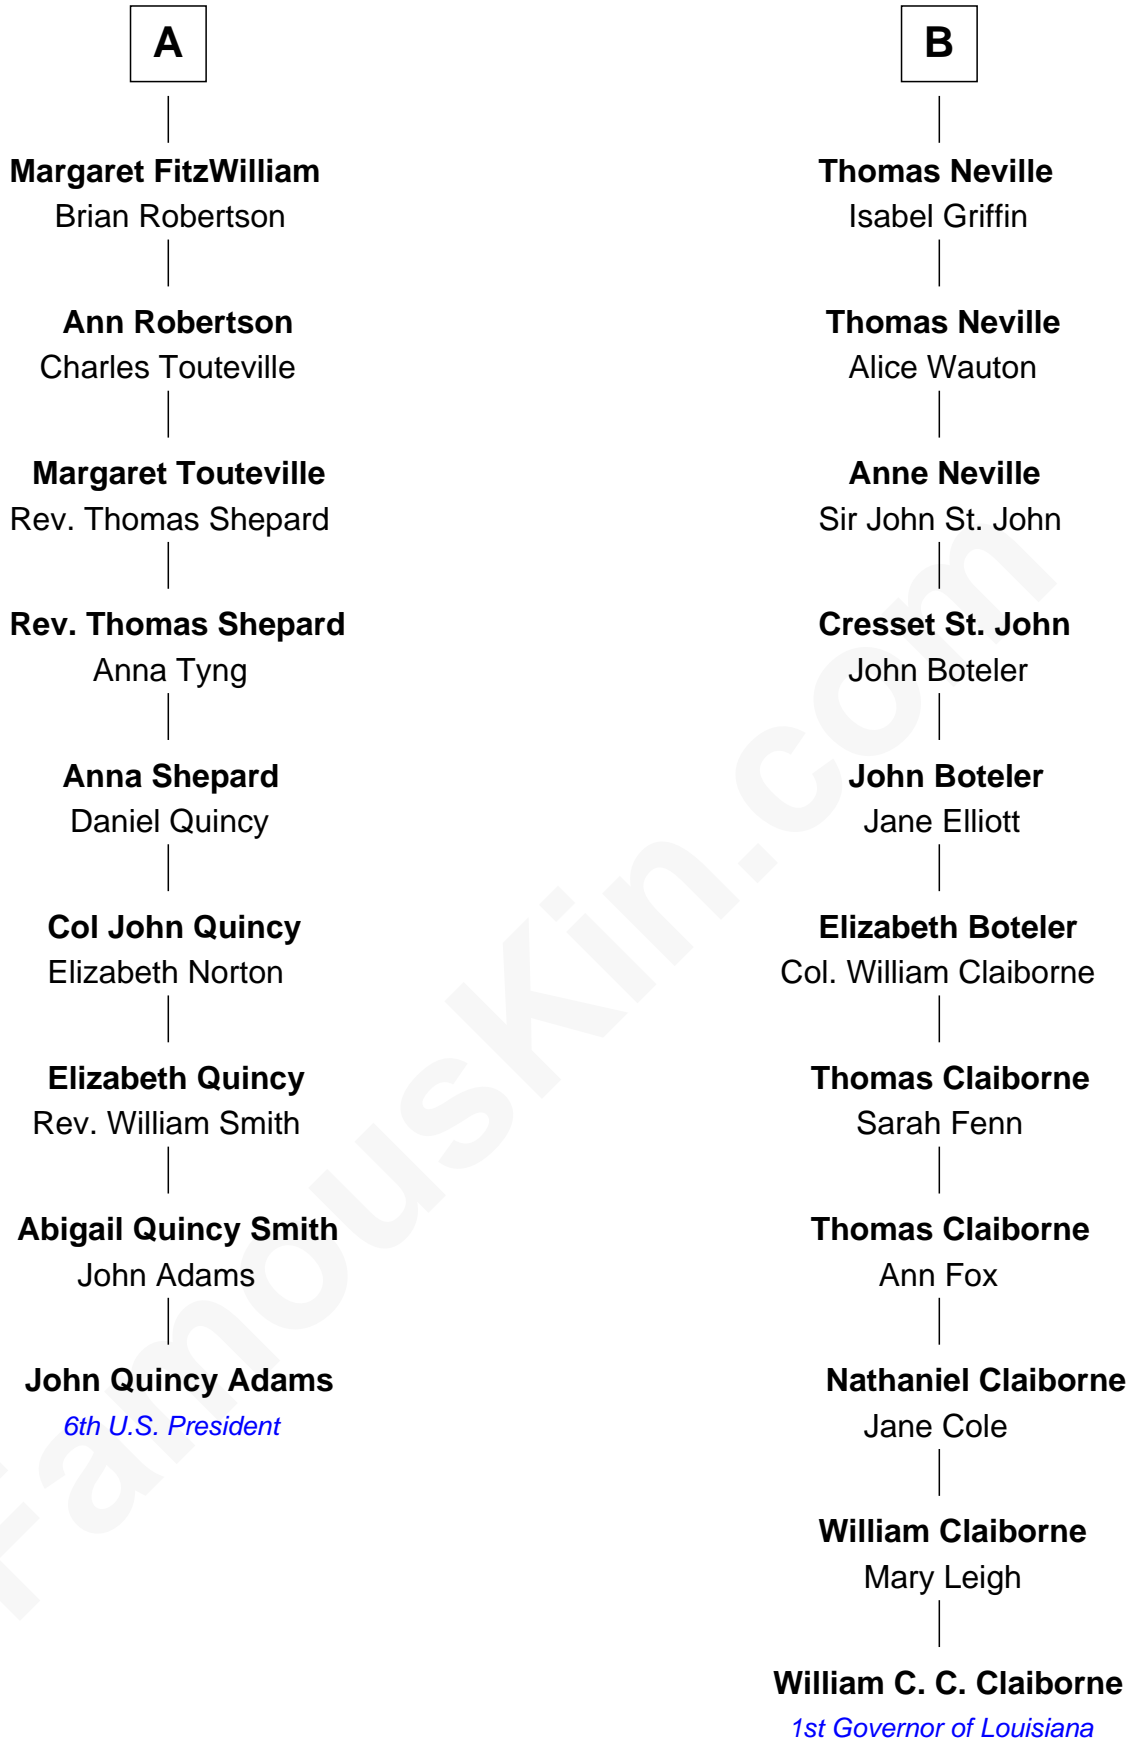 A
Margaret FitzWilliam
Brian Robertson
Ann Robertson
Charles Touteville
Margaret Touteville
Rev. Thomas Shepard
Rev. Thomas Shepard
Anna Tyng
Anna Shepard
Daniel Quincy
Col John Quincy
Elizabeth Norton
Elizabeth Quincy
Rev. William Smith
Abigail Quincy Smith
John Adams
John Quincy Adams
6th U.S. President
B
Thomas Neville
Isabel Griffin
Thomas Neville
Alice Wauton
Anne Neville
Sir John St. John
Cresset St. John
John Boteler
John Boteler
Jane Elliott
Elizabeth Boteler
Col. William Claiborne
Thomas Claiborne
Sarah Fenn
Thomas Claiborne
Ann Fox
Nathaniel Claiborne
Jane Cole
William Claiborne
Mary Leigh
William C. C. Claiborne
1st Governor of Louisiana
FamousKin.com